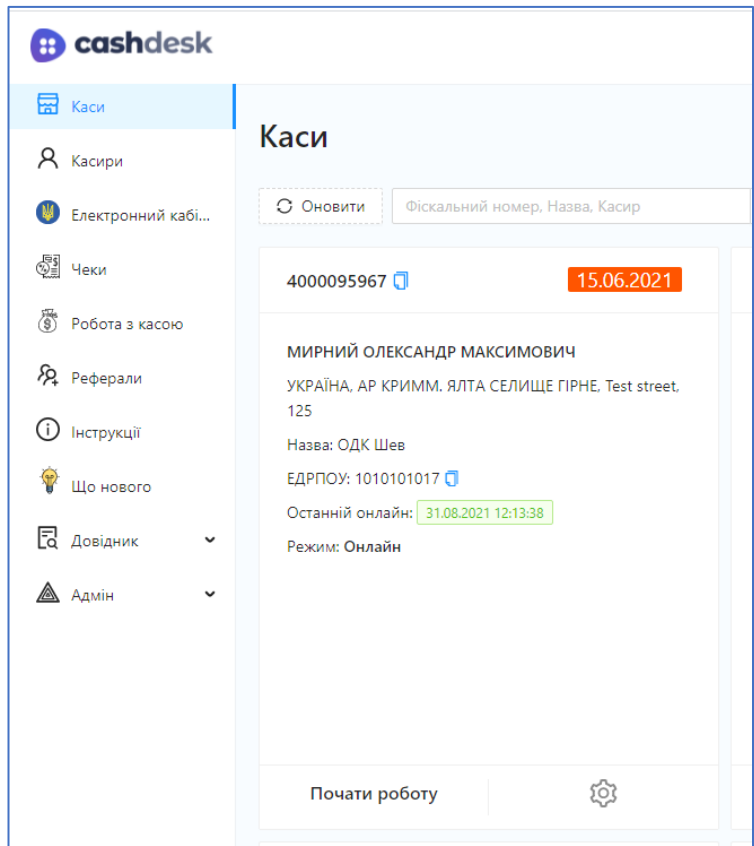 cashdesk
Каси
Касири
Електронний кабі...
Чеки
Робота з касою
Реферали
Інструкції
Що нового
Довідник
Адмін
Каси
Оновити
Фіскальний номер, Назва, Касир
4000095967
15.06.2021
МИРНИЙ ОЛЕКСАНДР МАКСИМОВИЧ
УКРАЇНА, АР КРИММ. ЯЛТА СЕЛИЩЕ ГІРНЕ, Test street,
125
Назва: ОДК Шев
ЕДРПОУ: 1010101017
Останній онлайн: 31.08.2021 12:13:38
Режим: Онлайн
Почати роботу